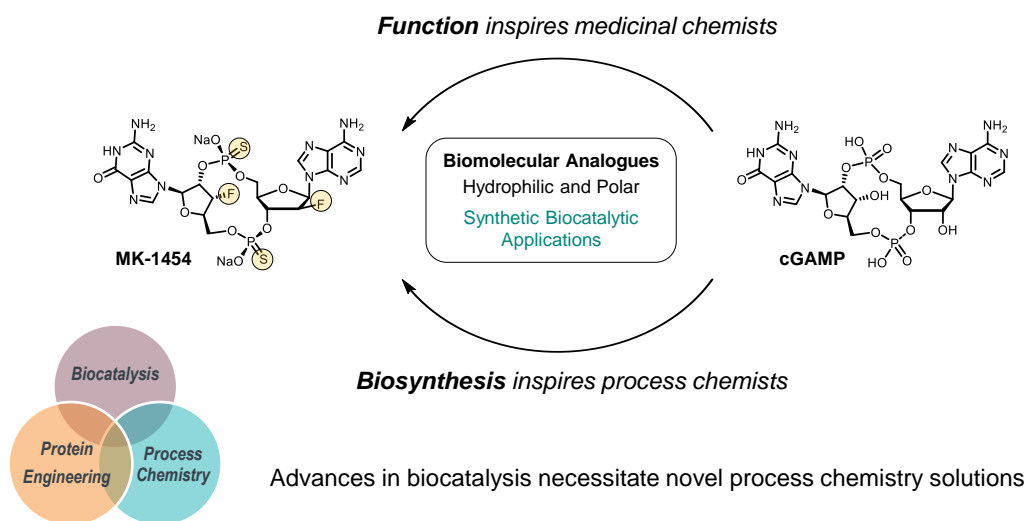 Function inspires medicinal chemists
NH2
N
N
HN
N
N
O
NaO
S
P
O
O
O
F
O
O
P
NaO
S
NH2
N
N
N
N
O
F
MK-1454
Biomolecular Analogues
Hydrophilic and Polar
Synthetic Biocatalytic
Applications
NH2
N
N
HN
N
N
O
HO
O
P
O
O
O
HO
O
O
P
HO
O
NH2
N
N
N
N
O
OH
cGAMP
Biosynthesis inspires process chemists
Biocatalysis
Protein
Engineering
Process
Chemistry
Advances in biocatalysis necessitate novel process chemistry solutions